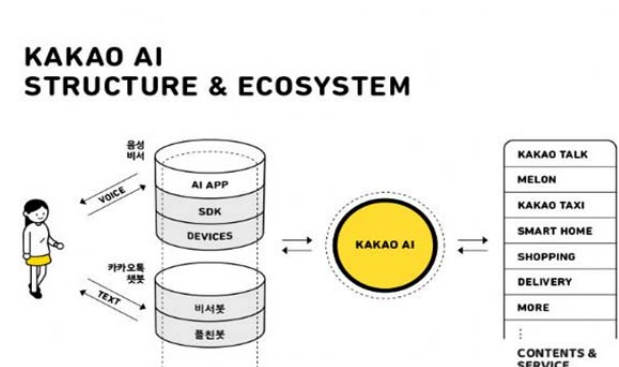 KAKAO AI
STRUCTURE & ECOSYSTEM
음성
비서
VOICE
AI APP
SDK
DEVICES
카카오톡
챗봇
TEXT
비서봇
플친봇
KAKAO AI
KAKAO TALK
MELON
KAKAO TAXI
SMART HOME
SHOPPING
DELIVERY
MORE
⋮
CONTENTS &
SERVICE